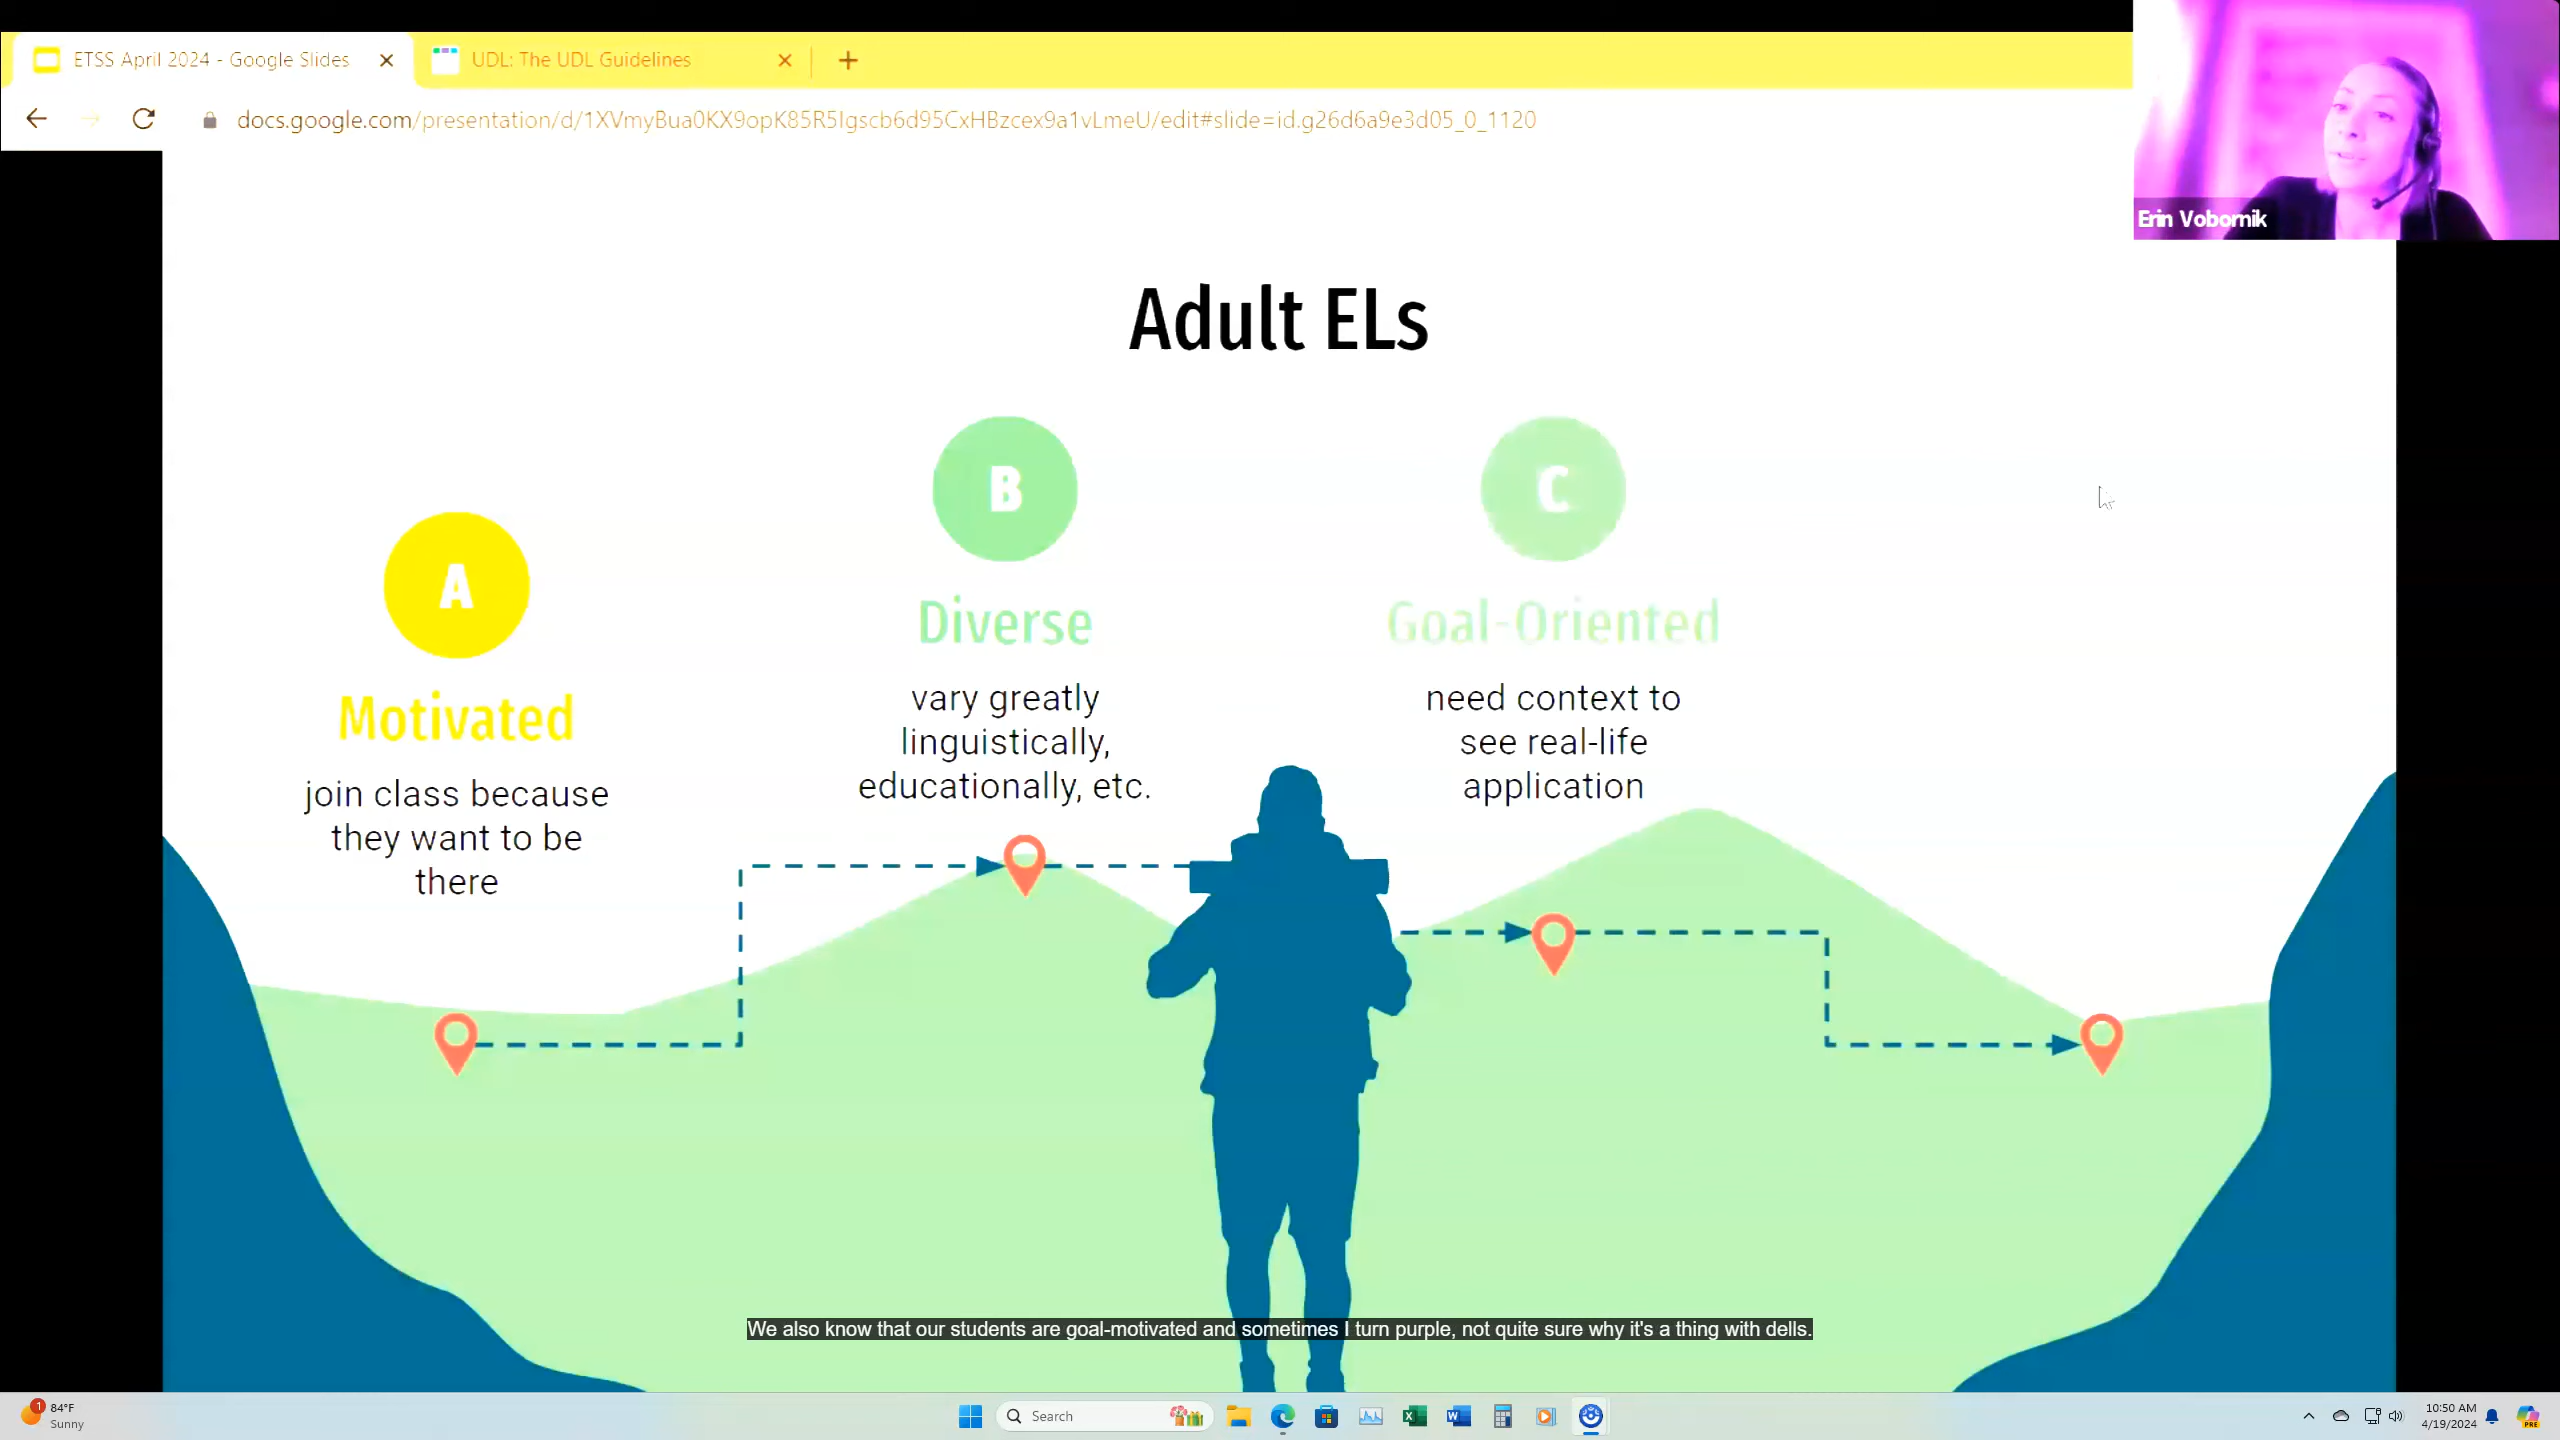 ETSS April 2024 - Google Slides
UDL: The UDL Guidelines
docs.google.com/presentation/d/1XVmyBua0KX9opK85R5Igscb6d95CxHBzcex9a1vLmeU/edit#slide=id.g26d6a9e3d05_0_1120
Erin Vobornik
Adult ELs
A
Motivated
join class because
they want to be
there
B
Diverse
vary greatly
linguistically,
educationally, etc.
C
Goal-Oriented
need context to
see real-life
application
We also know that our students are goal-motivated and sometimes I turn purple, not quite sure why it's a thing with dells.
1
84°F
Sunny
Search
10:50 AM
4/19/2024
PRE